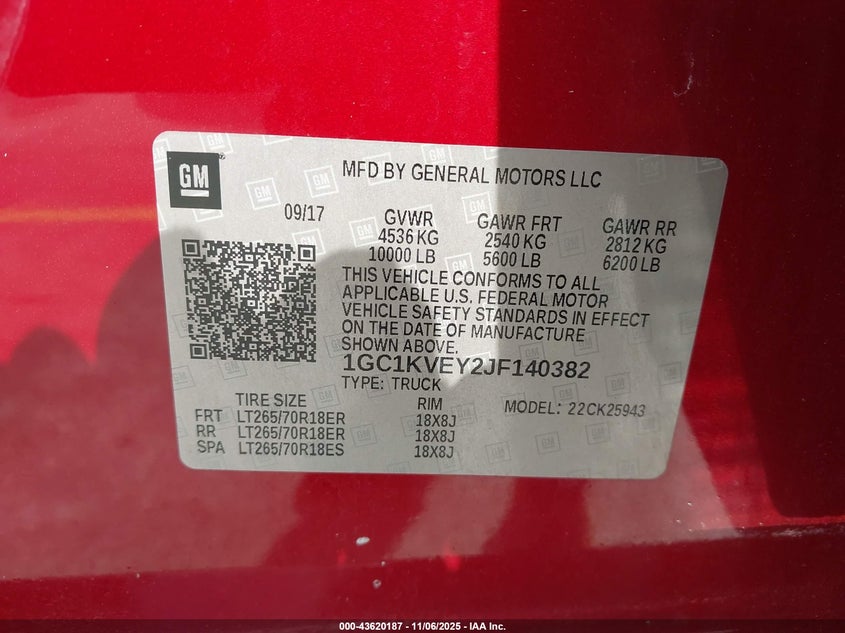 GM
MFD BY GENERAL MOTORS LLC
09/17
GVWR GAWR FRT GAWR RR
4536 KG 2540 KG 2812 KG
10000 LB 5600 LB 6200 LB
THIS VEHICLE CONFORMS TO ALL
APPLICABLE U.S. FEDERAL MOTOR
VEHICLE SAFETY STANDARDS IN EFFECT
ON THE DATE OF MANUFACTURE
SHOWN ABOVE.
1GC1KVEY2JF140382
TYPE: TRUCK
MODEL: 22CK25943
TIRE SIZE RIM
FRT LT265/70R18ER 18X8J
RR LT265/70R18ER 18X8J
SPA LT265/70R18ES 18X8J
000-43620187 - 11/06/2025 - IAA Inc.